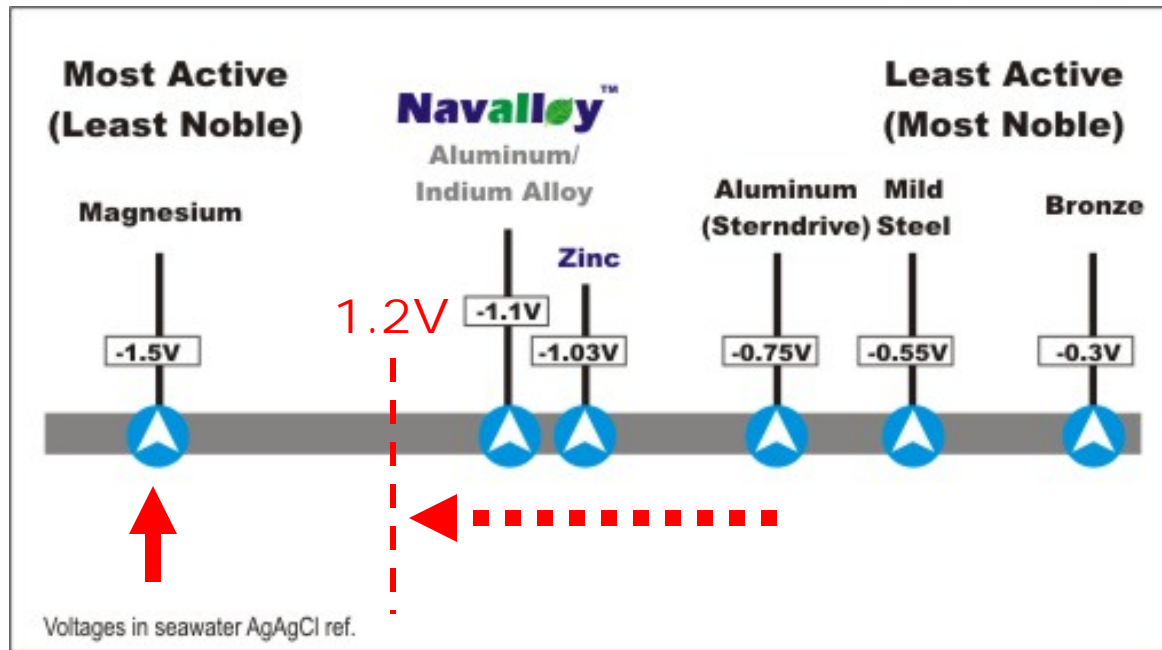 Most Active
(Least Noble)
Navalloy™
Aluminum/
Indium Alloy
Least Active
(Most Noble)
Magnesium
Zinc
Aluminum
(Sterndrive)
Mild
Steel
Bronze
1.2V
-1.5V
-1.1V
-1.03V
-0.75V
-0.55V
-0.3V
Voltages in seawater AgAgCl ref.